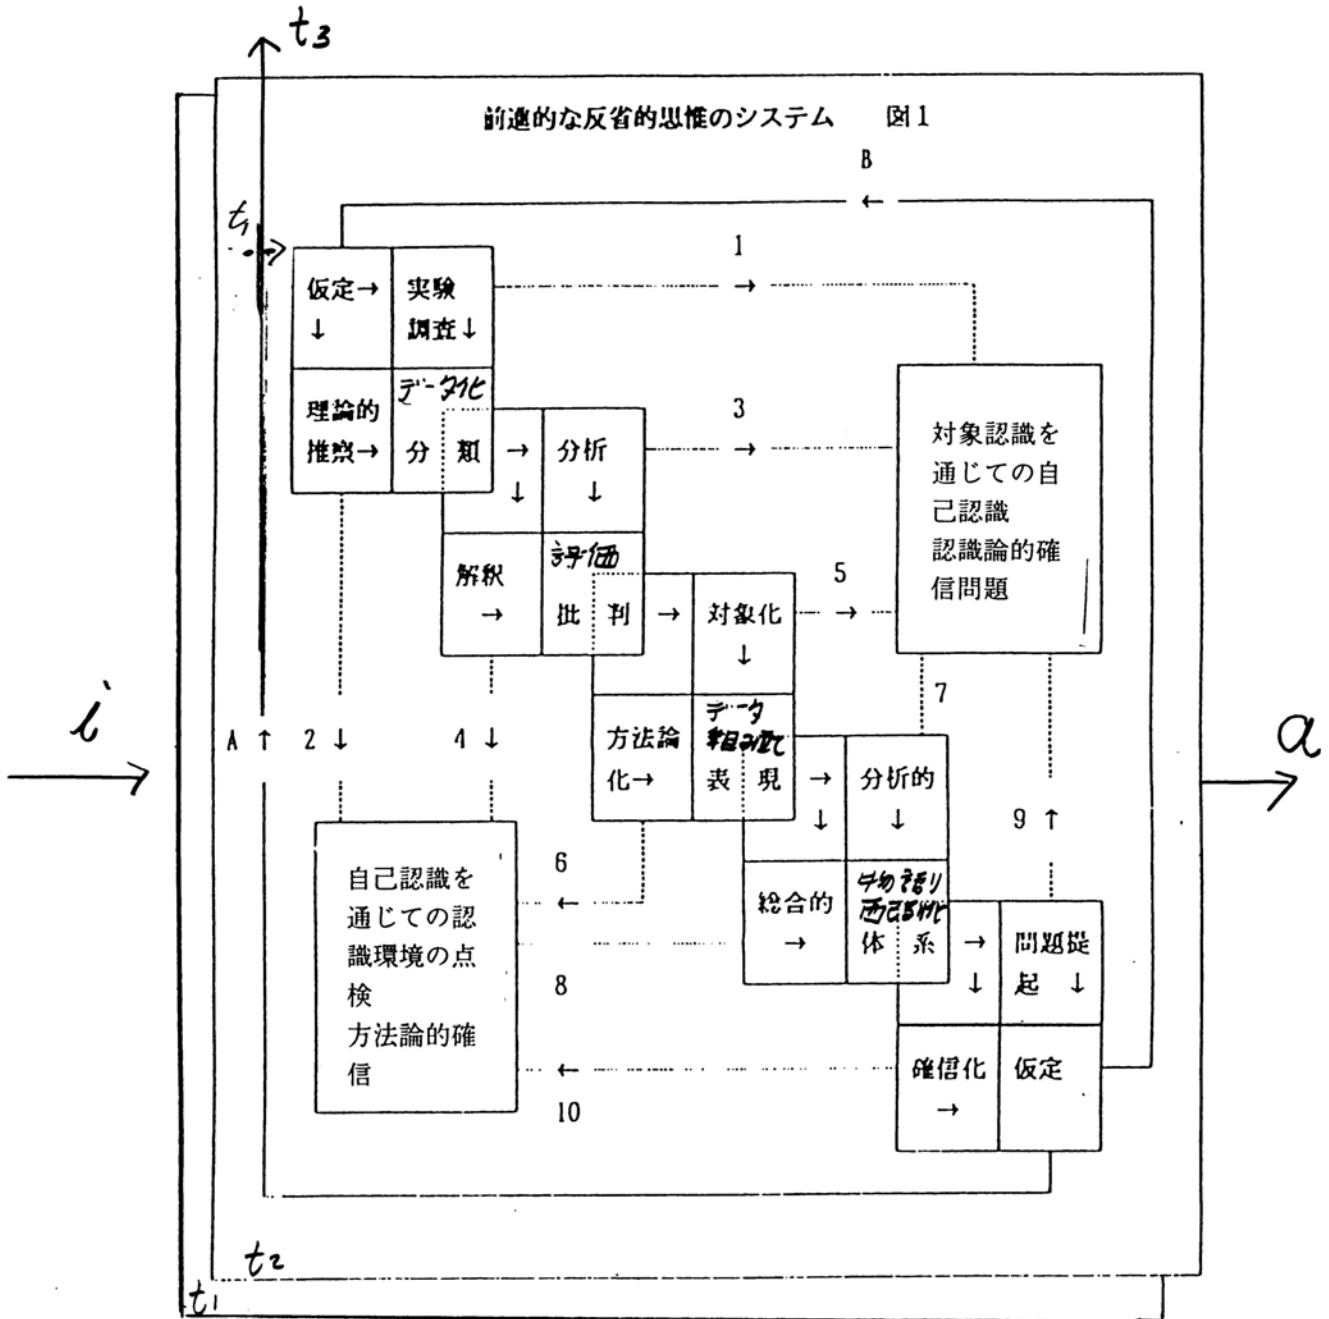 t3
前進的な反省的思惟のシステム 図1
B
←
t1
1
仮定→ 実験
↓ 調査↓
→
データ化
理論的
推察→ 分 類 → 分析
↓ ↓
3
→
対象認識を
通じての自
己認識
認識論的確
信問題
解釈
→
評価
批 判 → 対象化
↓
5
→
7
i
A ↑ 2 ↓ 4 ↓
方法論
化→
データ
組み立て
表 現 → 分析的
↓ ↓
9 ↑
a
自己認識を
通じての認
識環境の点
検
方法論的確
信
6
←
8
←
10
総合的
→
物語り
体 系 → 問題提
↓ 起 ↓
確信化 仮定
→
t2
t1